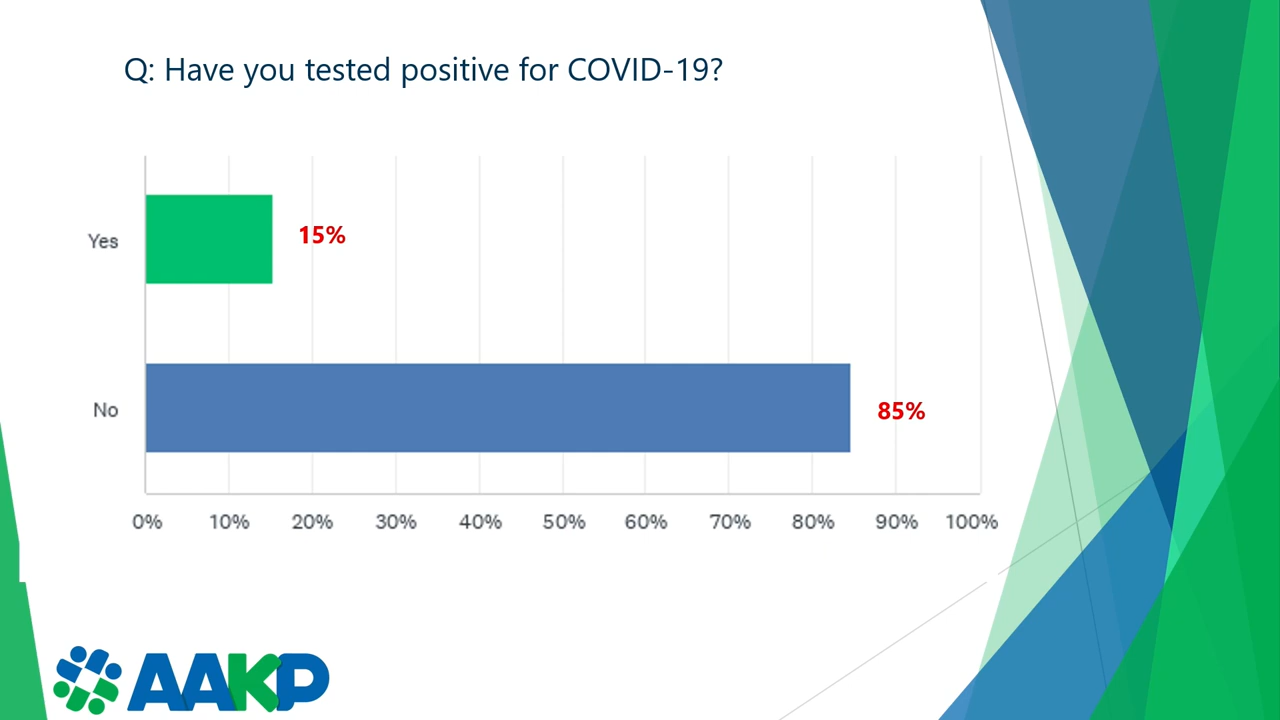 Q: Have you tested positive for COVID-19?
Yes
15%
No
85%
0% 10% 20% 30% 40% 50% 60% 70% 80% 90% 100%
AAKP